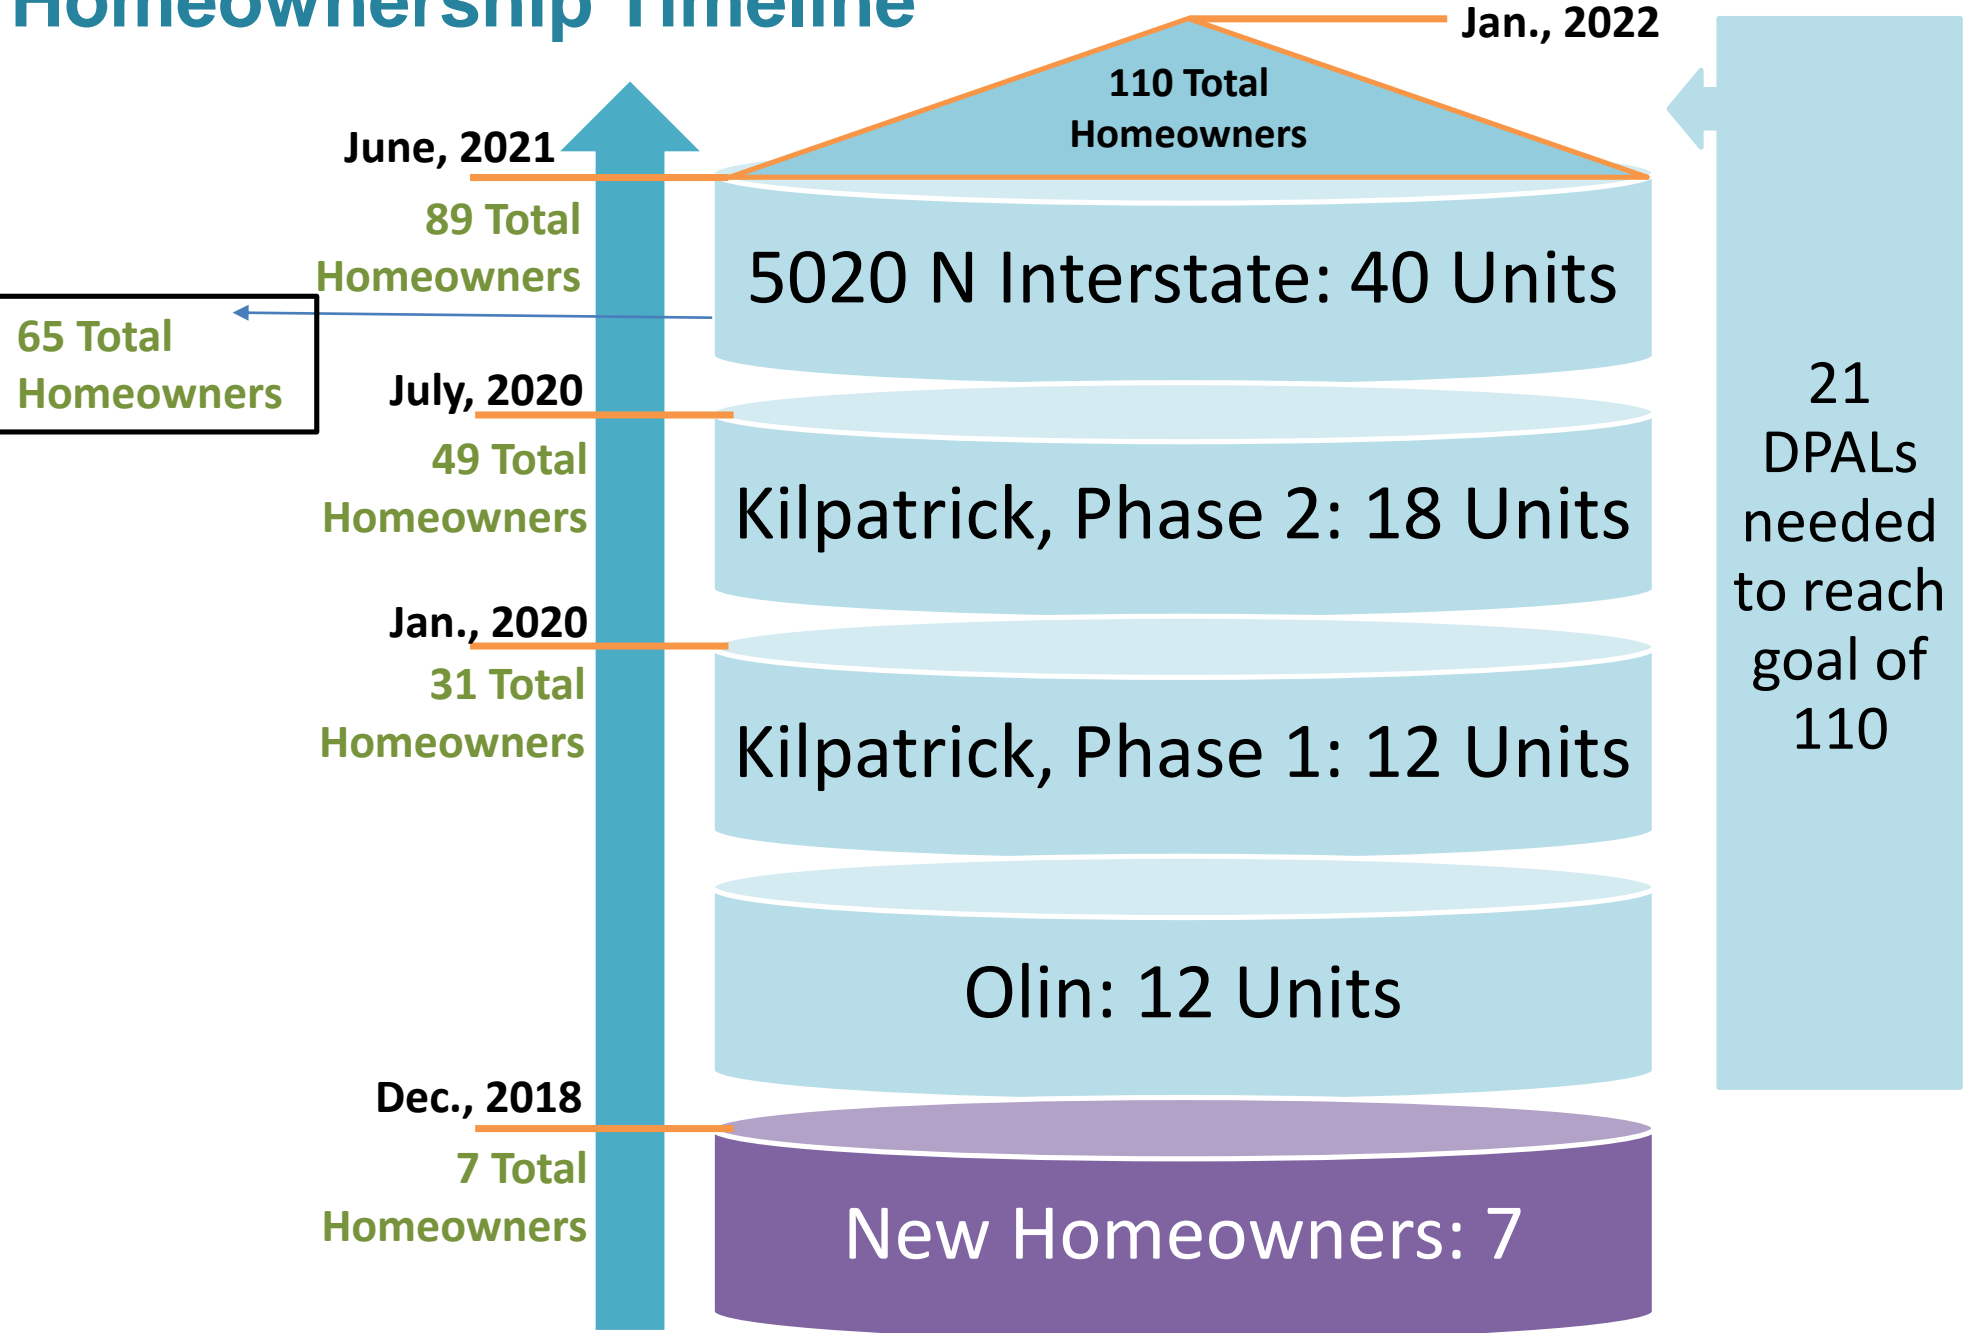 Homeownership Timeline
Jan., 2022
110 Total
Homeowners
June, 2021
89 Total
Homeowners
5020 N Interstate: 40 Units
65 Total
Homeowners
July, 2020
49 Total
Homeowners
Kilpatrick, Phase 2: 18 Units
Jan., 2020
31 Total
Homeowners
Kilpatrick, Phase 1: 12 Units
Olin: 12 Units
Dec., 2018
7 Total
Homeowners
New Homeowners: 7
21
DPALs
needed
to reach
goal of
110